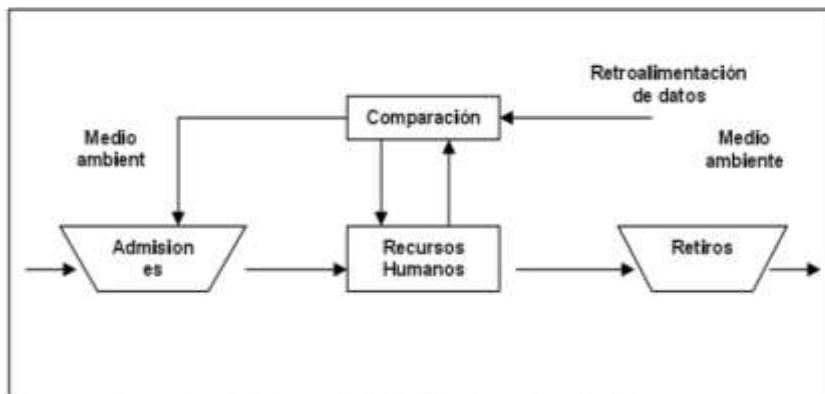 Retroalimentación
de datos
Comparación
Medio
ambient
Medio
ambiente
Admision
es
Recursos
Humanos
Retiros